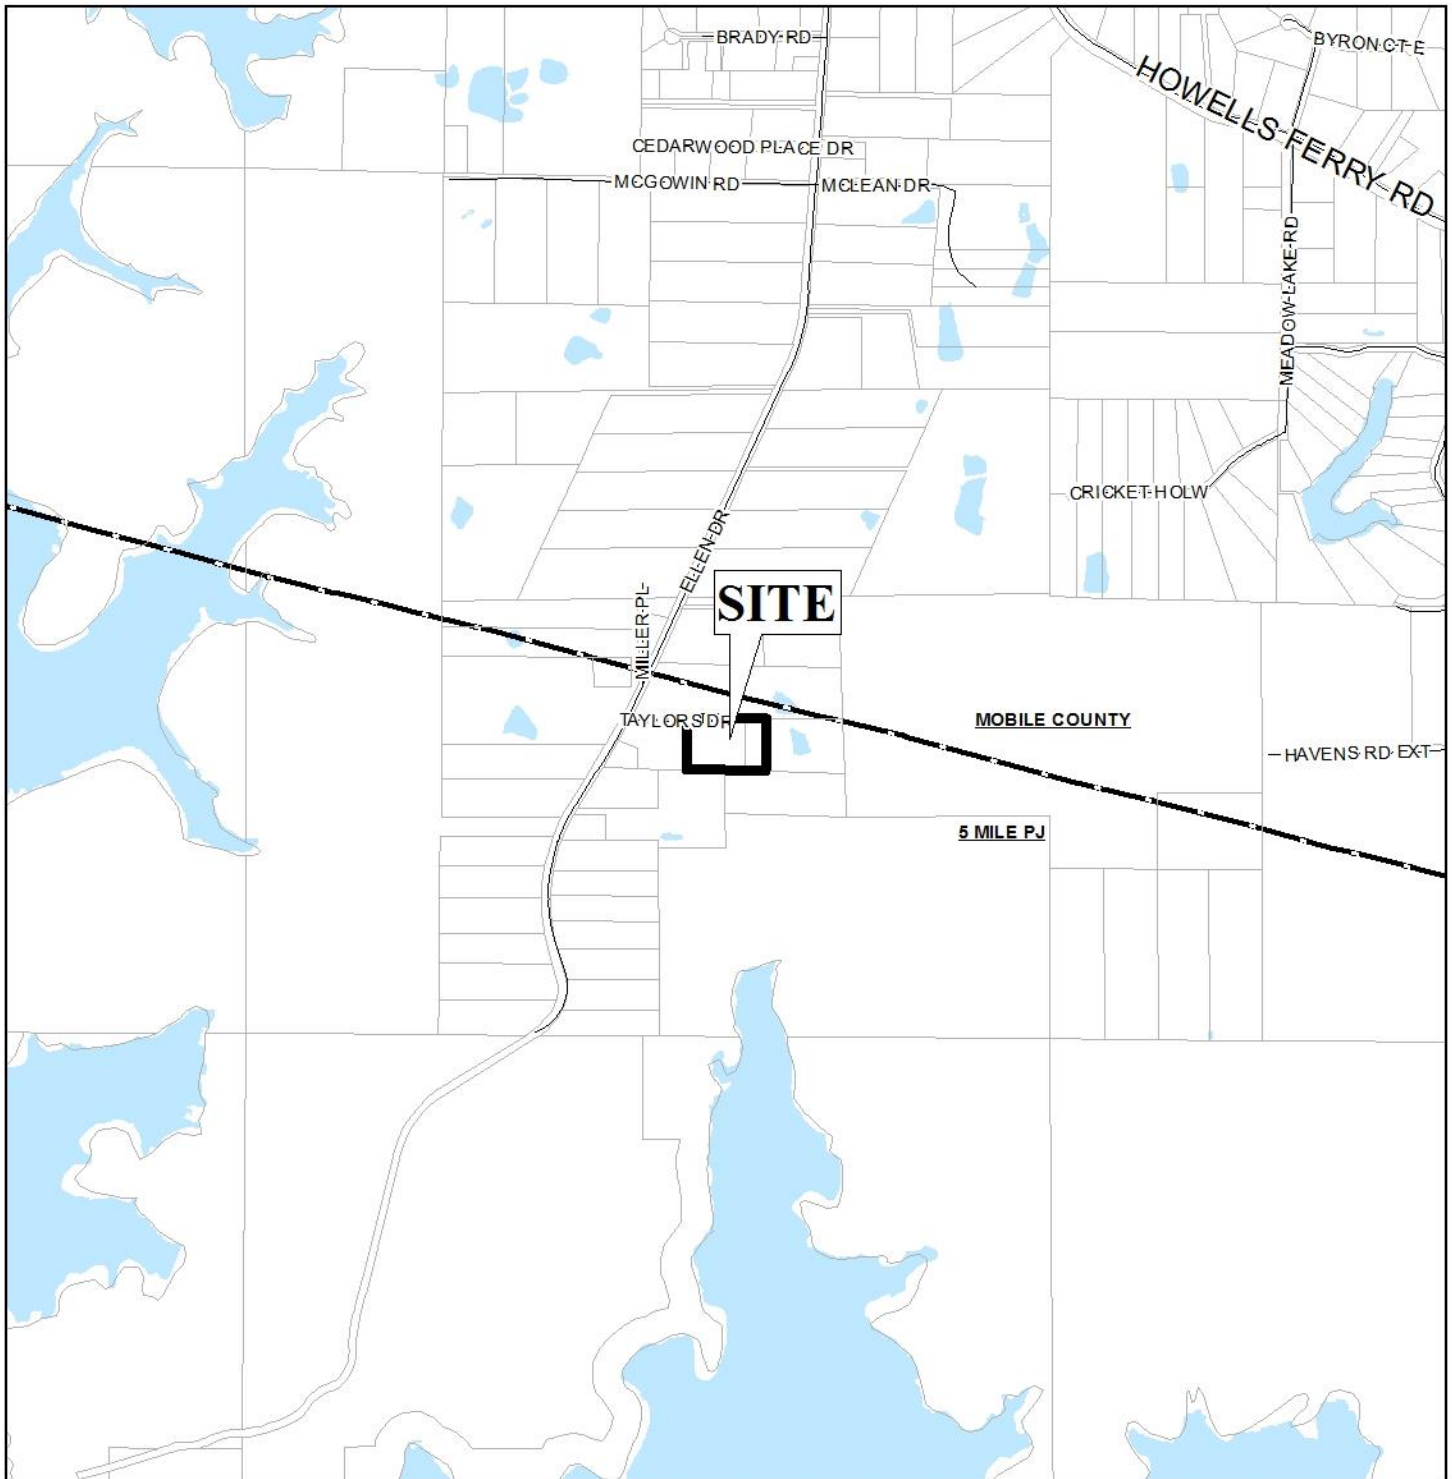 BRADY RD
BYRON CT E
HOWELLS FERRY RD
CEDARWOOD PLACE DR
MCGOWIN RD
MCLEAN DR
MEADOW LAKE RD
CRICKET HOLW
ELLEN DR
MILLER PL
SITE
TAYLORS DR
MOBILE COUNTY
HAVENS RD EXT
5 MILE PJ